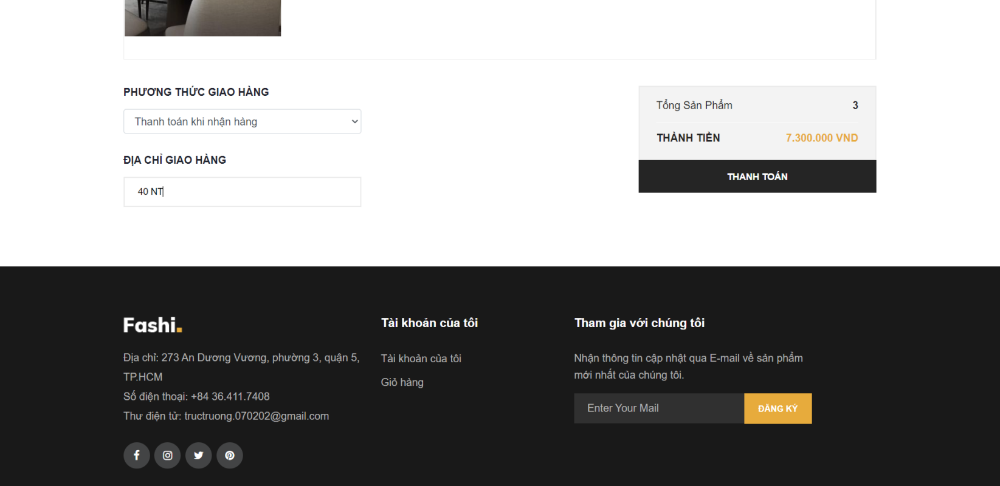 PHƯƠNG THỨC GIAO HÀNG
Thanh toán khi nhận hàng
ĐỊA CHỈ GIAO HÀNG
40 NT
Tổng Sản Phẩm 3
THÀNH TIỀN 7.300.000 VND
THANH TOÁN
Fashi.
Địa chỉ: 273 An Dương Vương, phường 3, quận 5,
TP.HCM
Số điện thoại: +84 36.411.7408
Thư điện tử: tructruong.070202@gmail.com
Tài khoản của tôi
Tài khoản của tôi
Giỏ hàng
Tham gia với chúng tôi
Nhận thông tin cập nhật qua E-mail về sản phẩm
mới nhất của chúng tôi.
Enter Your Mail
ĐĂNG KÝ